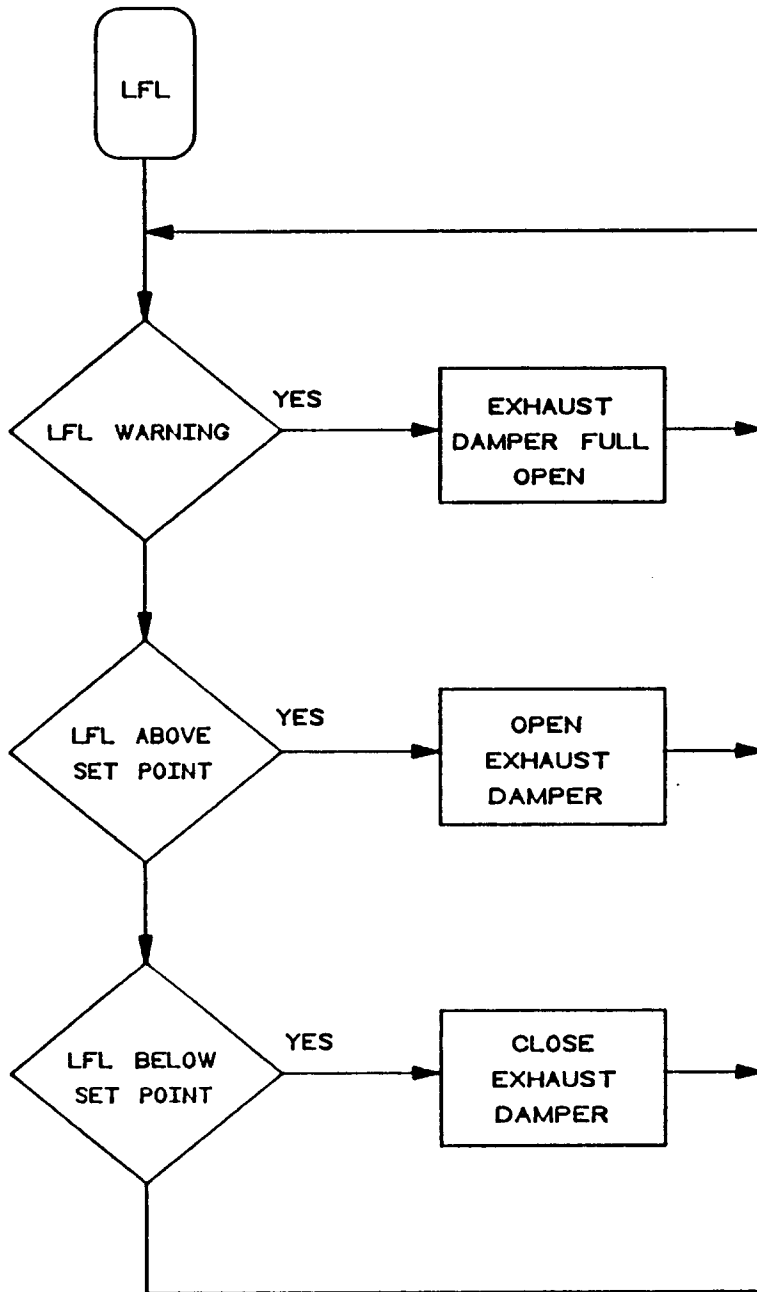 LFL
LFL WARNING
YES
EXHAUST
DAMPER FULL
OPEN
LFL ABOVE
SET POINT
YES
OPEN
EXHAUST
DAMPER
LFL BELOW
SET POINT
YES
CLOSE
EXHAUST
DAMPER